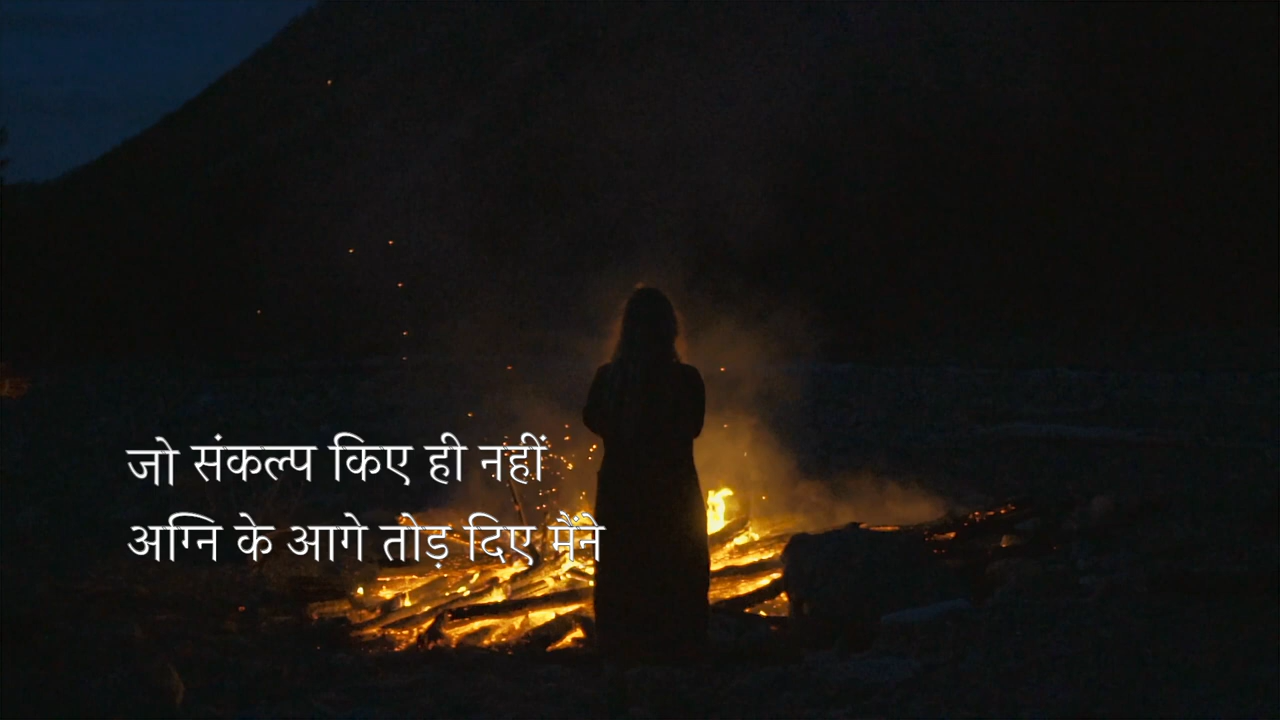 जो संकल्प किए ही नहीं
अग्नि के आगे तोड़ दिए मैंने